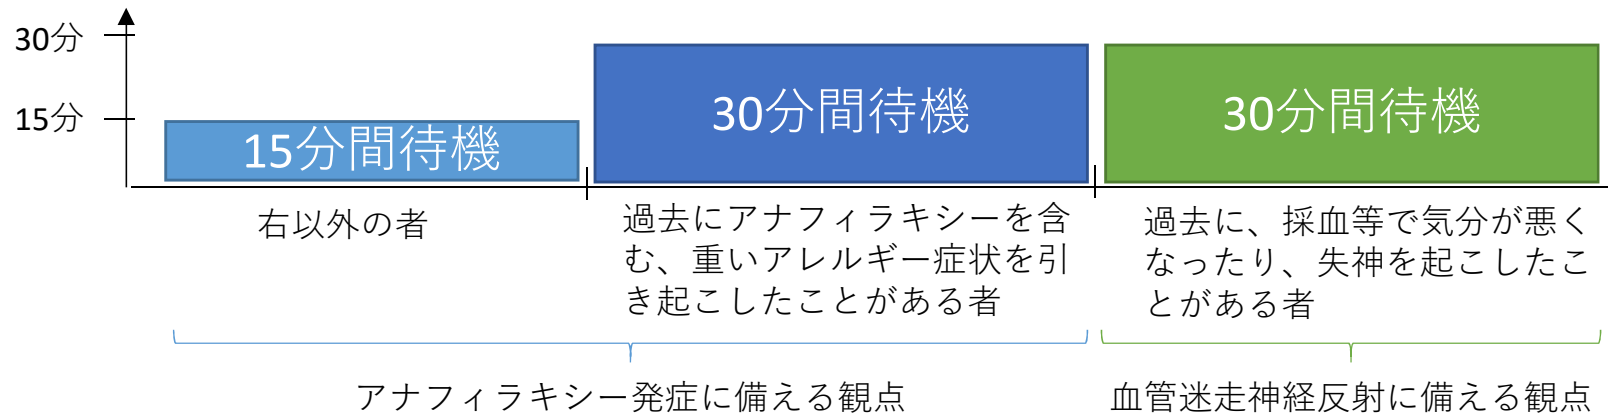 30分
15分
15分間待機
30分間待機
30分間待機
右以外の者
過去にアナフィラキシーを含
む、重いアレルギー症状を引
き起こしたことがある者
過去に、採血等で気分が悪く
なったり、失神を起こしたこ
とがある者
アナフィラキシー発症に備える観点
血管迷走神経反射に備える観点